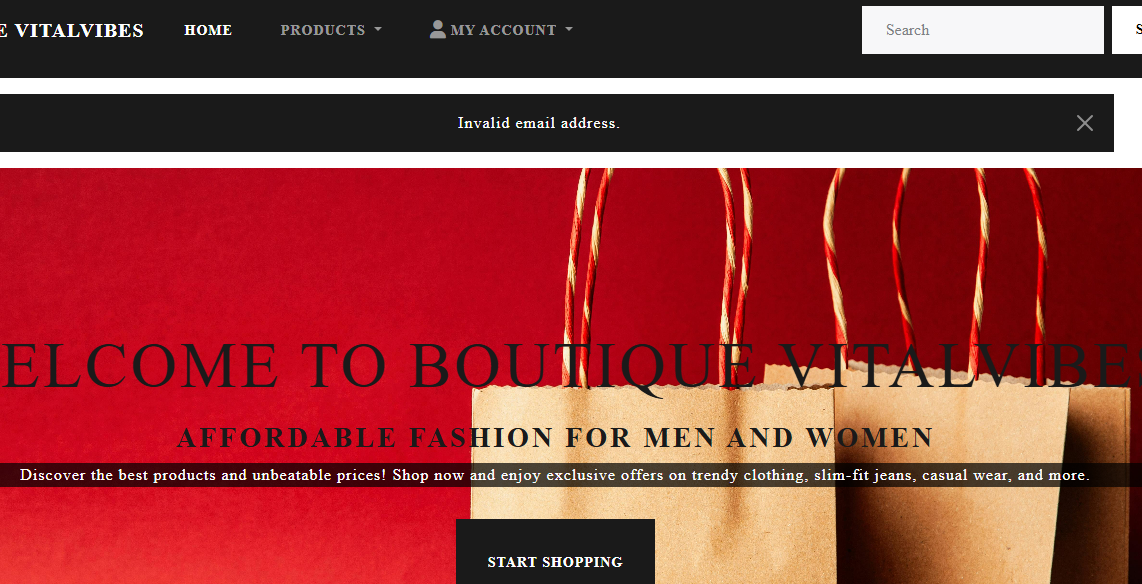 E VITALVIBES HOME PRODUCTS MY ACCOUNT Search S
Invalid email address.
ELCOME TO BOUTIQUE VITALVIBE
AFFORDABLE FASHION FOR MEN AND WOMEN
Discover the best products and unbeatable prices! Shop now and enjoy exclusive offers on trendy clothing, slim-fit jeans, casual wear, and more.
START SHOPPING